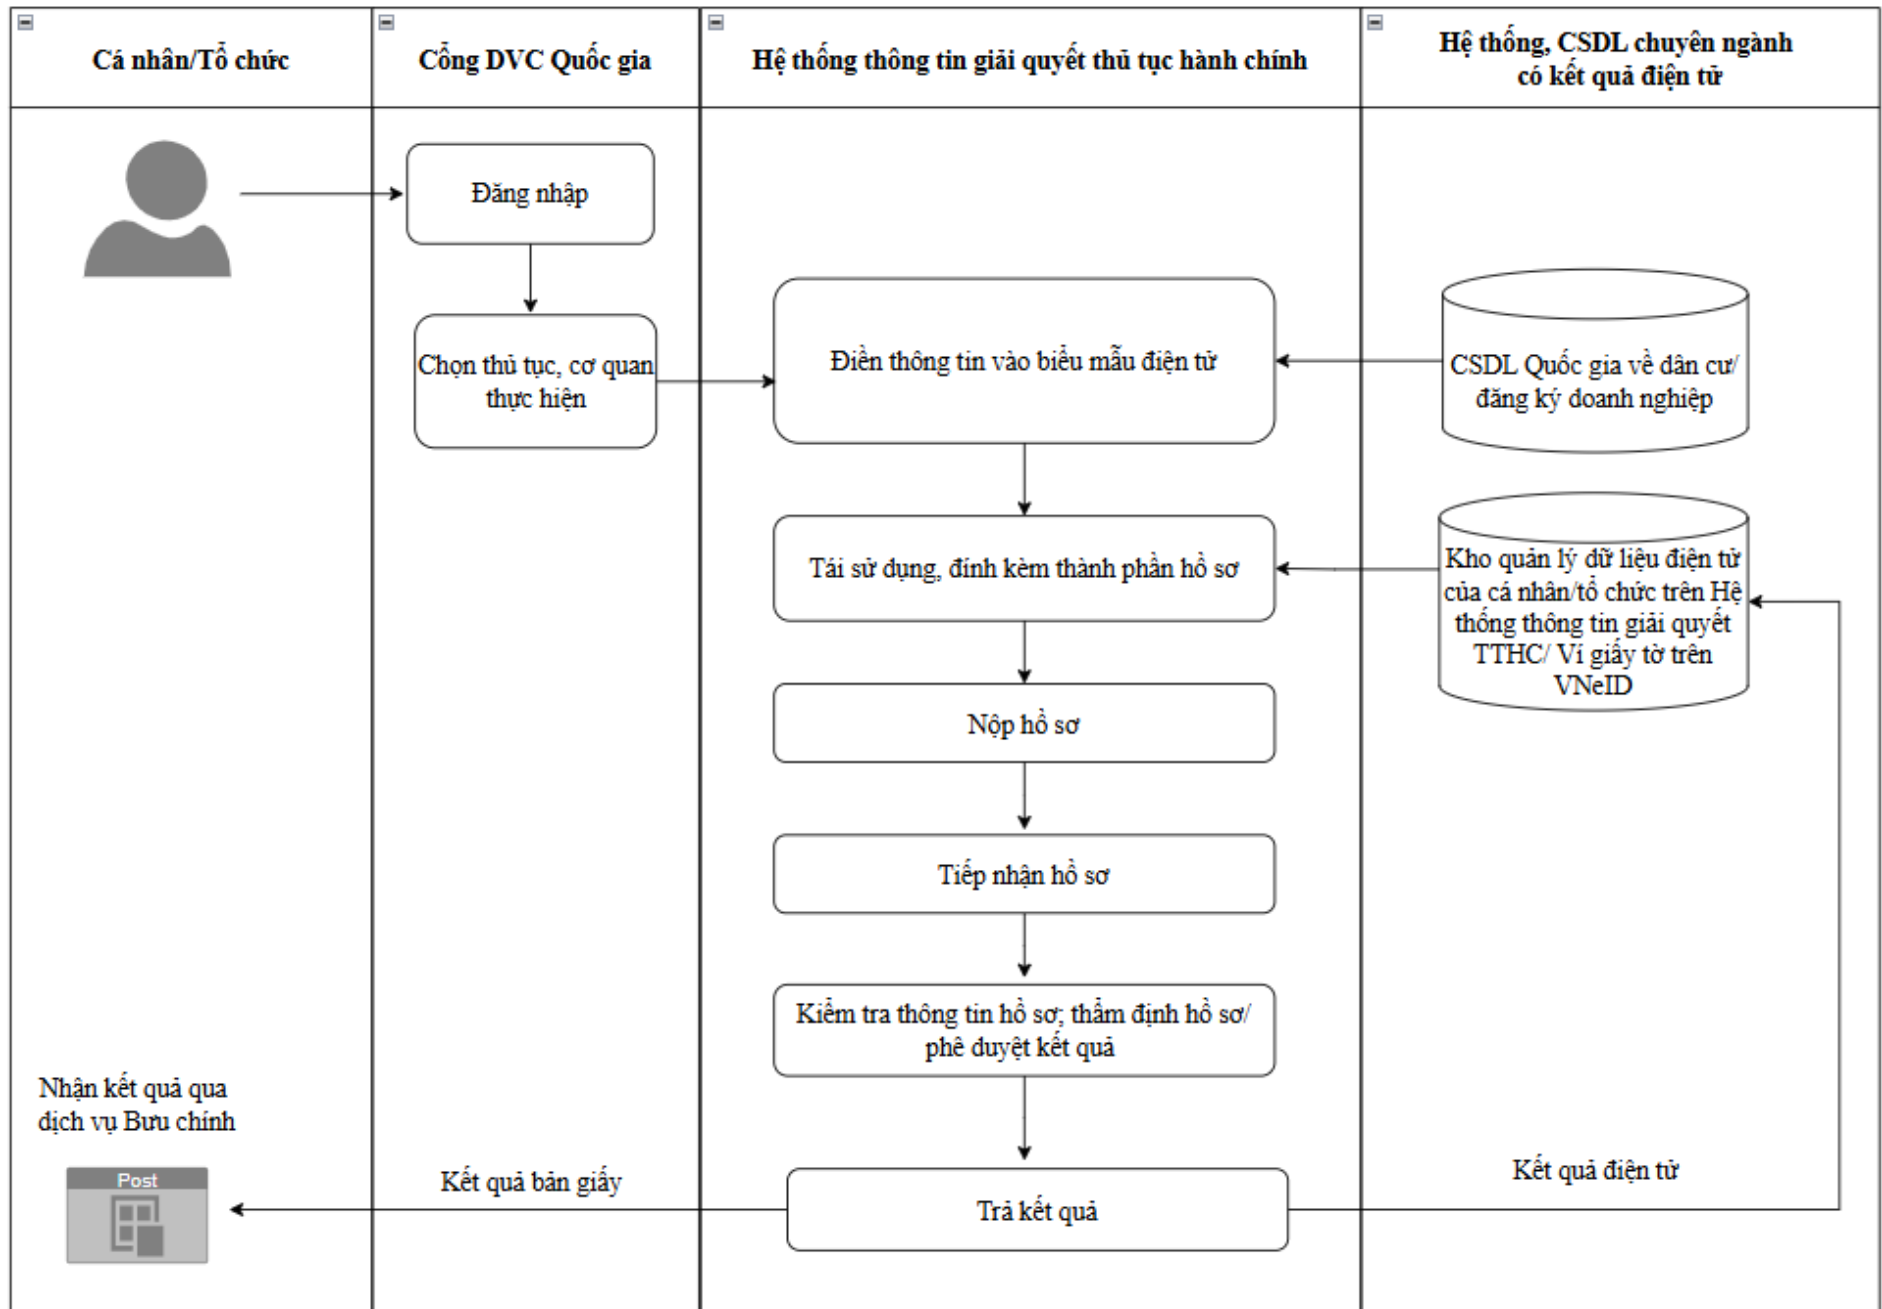 Cá nhân/Tổ chức
Cổng DVC Quốc gia
Hệ thống thông tin giải quyết thủ tục hành chính
Hệ thống, CSDL chuyên ngành
có kết quả điện tử
Đăng nhập
Chọn thủ tục, cơ quan
thực hiện
Điền thông tin vào biểu mẫu điện tử
CSDL Quốc gia về dân cư/
đăng ký doanh nghiệp
Tái sử dụng, đính kèm thành phần hồ sơ
Kho quản lý dữ liệu điện tử
của cá nhân/tổ chức trên Hệ
thống thông tin giải quyết
TTHC/ Ví giấy tờ trên
VNeID
Nộp hồ sơ
Tiếp nhận hồ sơ
Kiểm tra thông tin hồ sơ; thẩm định hồ sơ/
phê duyệt kết quả
Nhận kết quả qua
dịch vụ Bưu chính
Post
Kết quả bản giấy
Trả kết quả
Kết quả điện tử